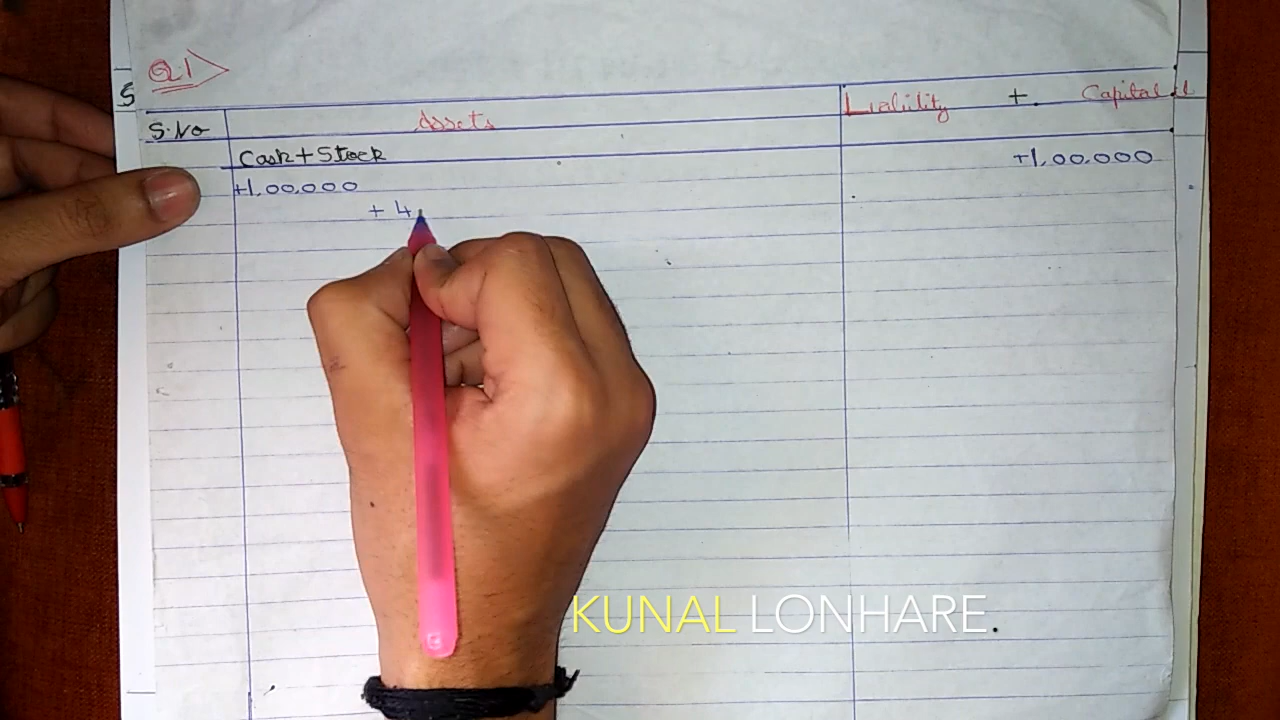 Q.1
S
S.No Assets Liability + Capital
Cash + Stock
+1,00,000 +1,00,000
+ 4
KUNAL LONHARE.